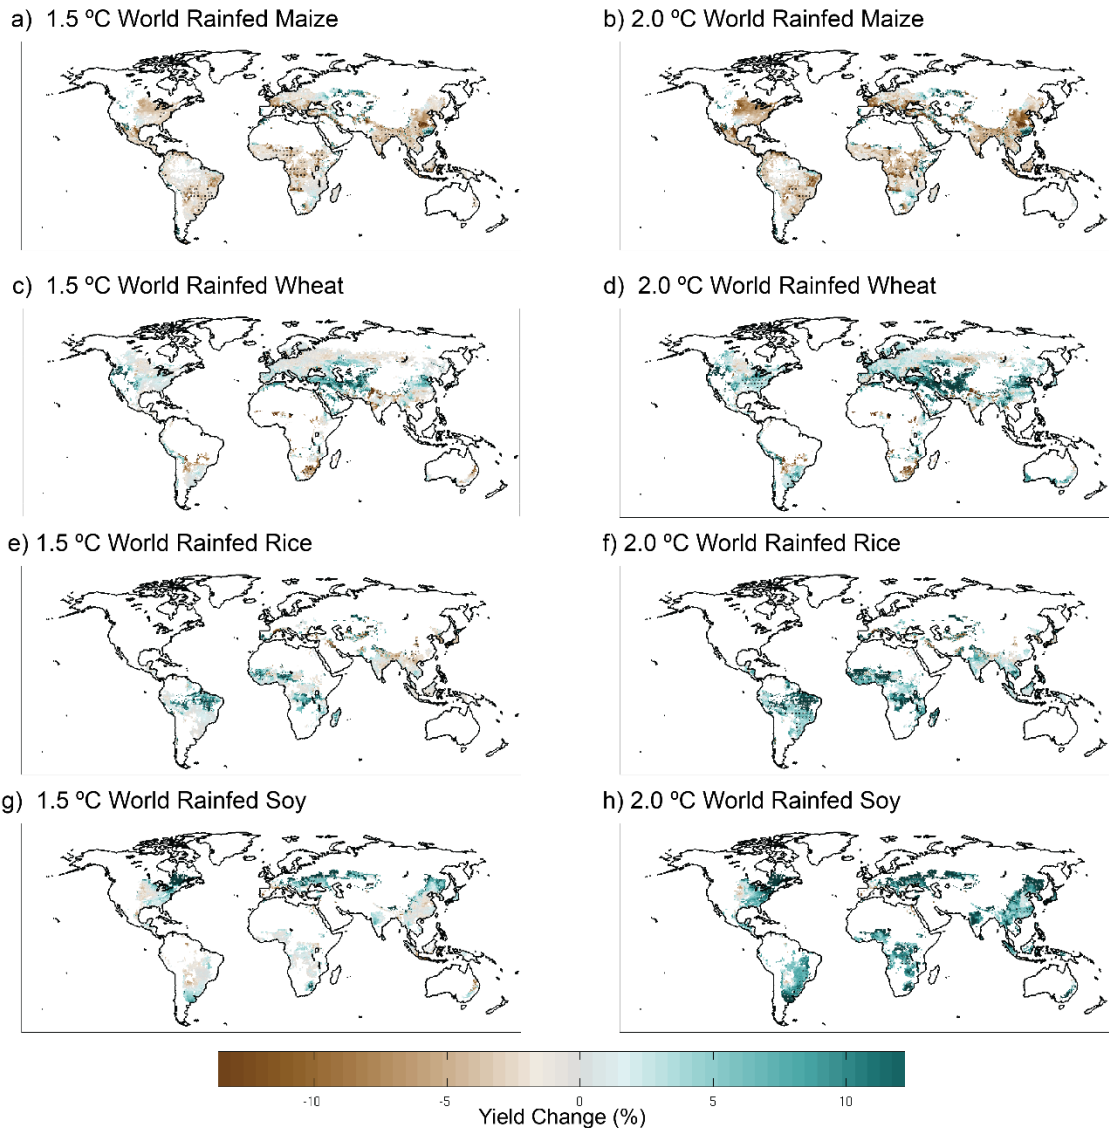 a) 1.5 ºC World Rainfed Maize
b) 2.0 ºC World Rainfed Maize
c) 1.5 ºC World Rainfed Wheat
d) 2.0 ºC World Rainfed Wheat
e) 1.5 ºC World Rainfed Rice
f) 2.0 ºC World Rainfed Rice
g) 1.5 ºC World Rainfed Soy
h) 2.0 ºC World Rainfed Soy
-10 -5 0 5 10
Yield Change (%)